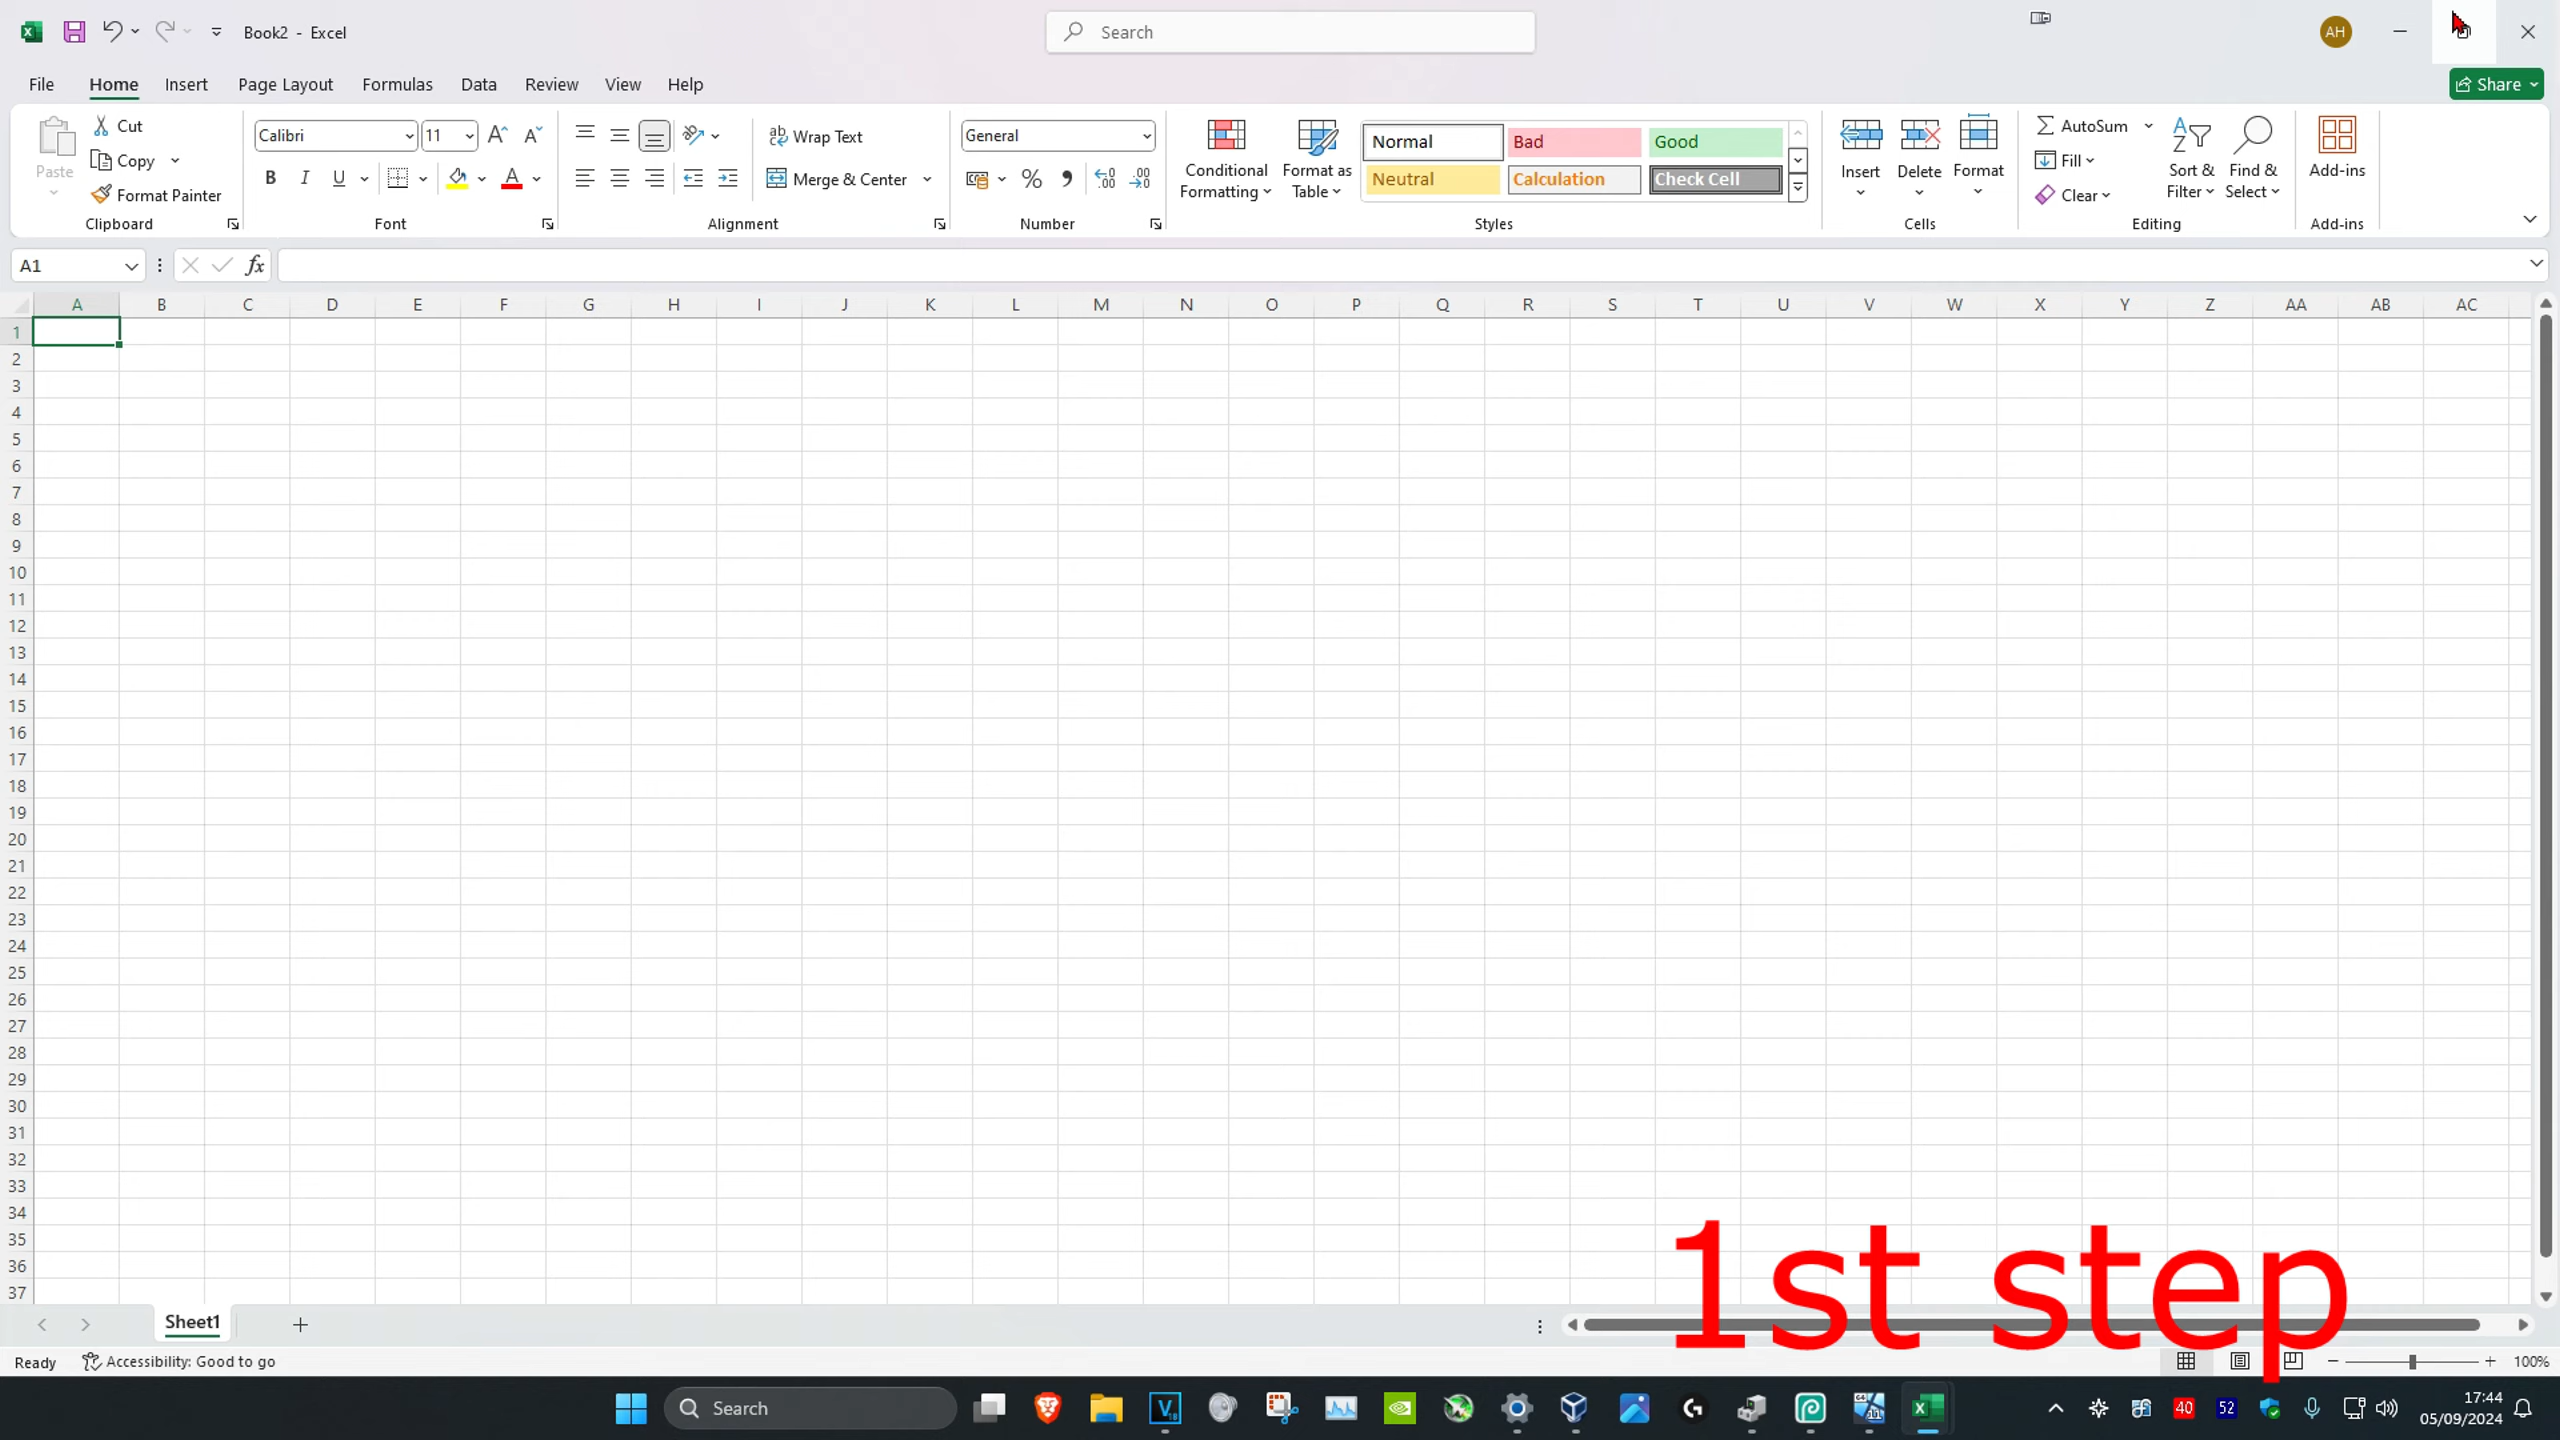 Book2 - Excel
Search
AH
File Home Insert Page Layout Formulas Data Review View Help
Share
Paste
Cut
Copy
Format Painter
Clipboard
Calibri 11
B I U A
Font
Wrap Text
Merge & Center
Alignment
General
Number
Conditional Formatting
Format as Table
Normal Bad Good
Neutral Calculation Check Cell
Styles
Insert Delete Format
Cells
AutoSum
Fill
Clear
Sort & Filter
Find & Select
Editing
Add-ins
Add-ins
A1 fx
A B C D E F G H I J K L M N O P Q R S T U V W X Y Z AA AB AC
1
2
3
4
5
6
7
8
9
10
11
12
13
14
15
16
17
18
19
20
21
22
23
24
25
26
27
28
29
30
31
32
33
34
35
36
37
1st step
Sheet1
Ready Accessibility: Good to go 100%
Search
40 52
17:44
05/09/2024